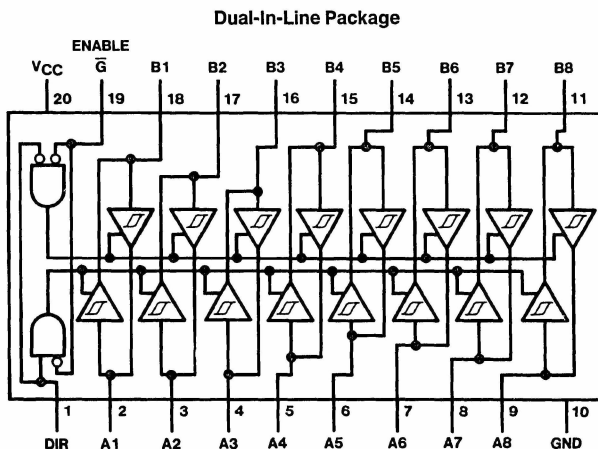 Dual-In-Line Package
ENABLE
VCC G̅ B1 B2 B3 B4 B5 B6 B7 B8
20 19 18 17 16 15 14 13 12 11
1 2 3 4 5 6 7 8 9 10
DIR A1 A2 A3 A4 A5 A6 A7 A8 GND